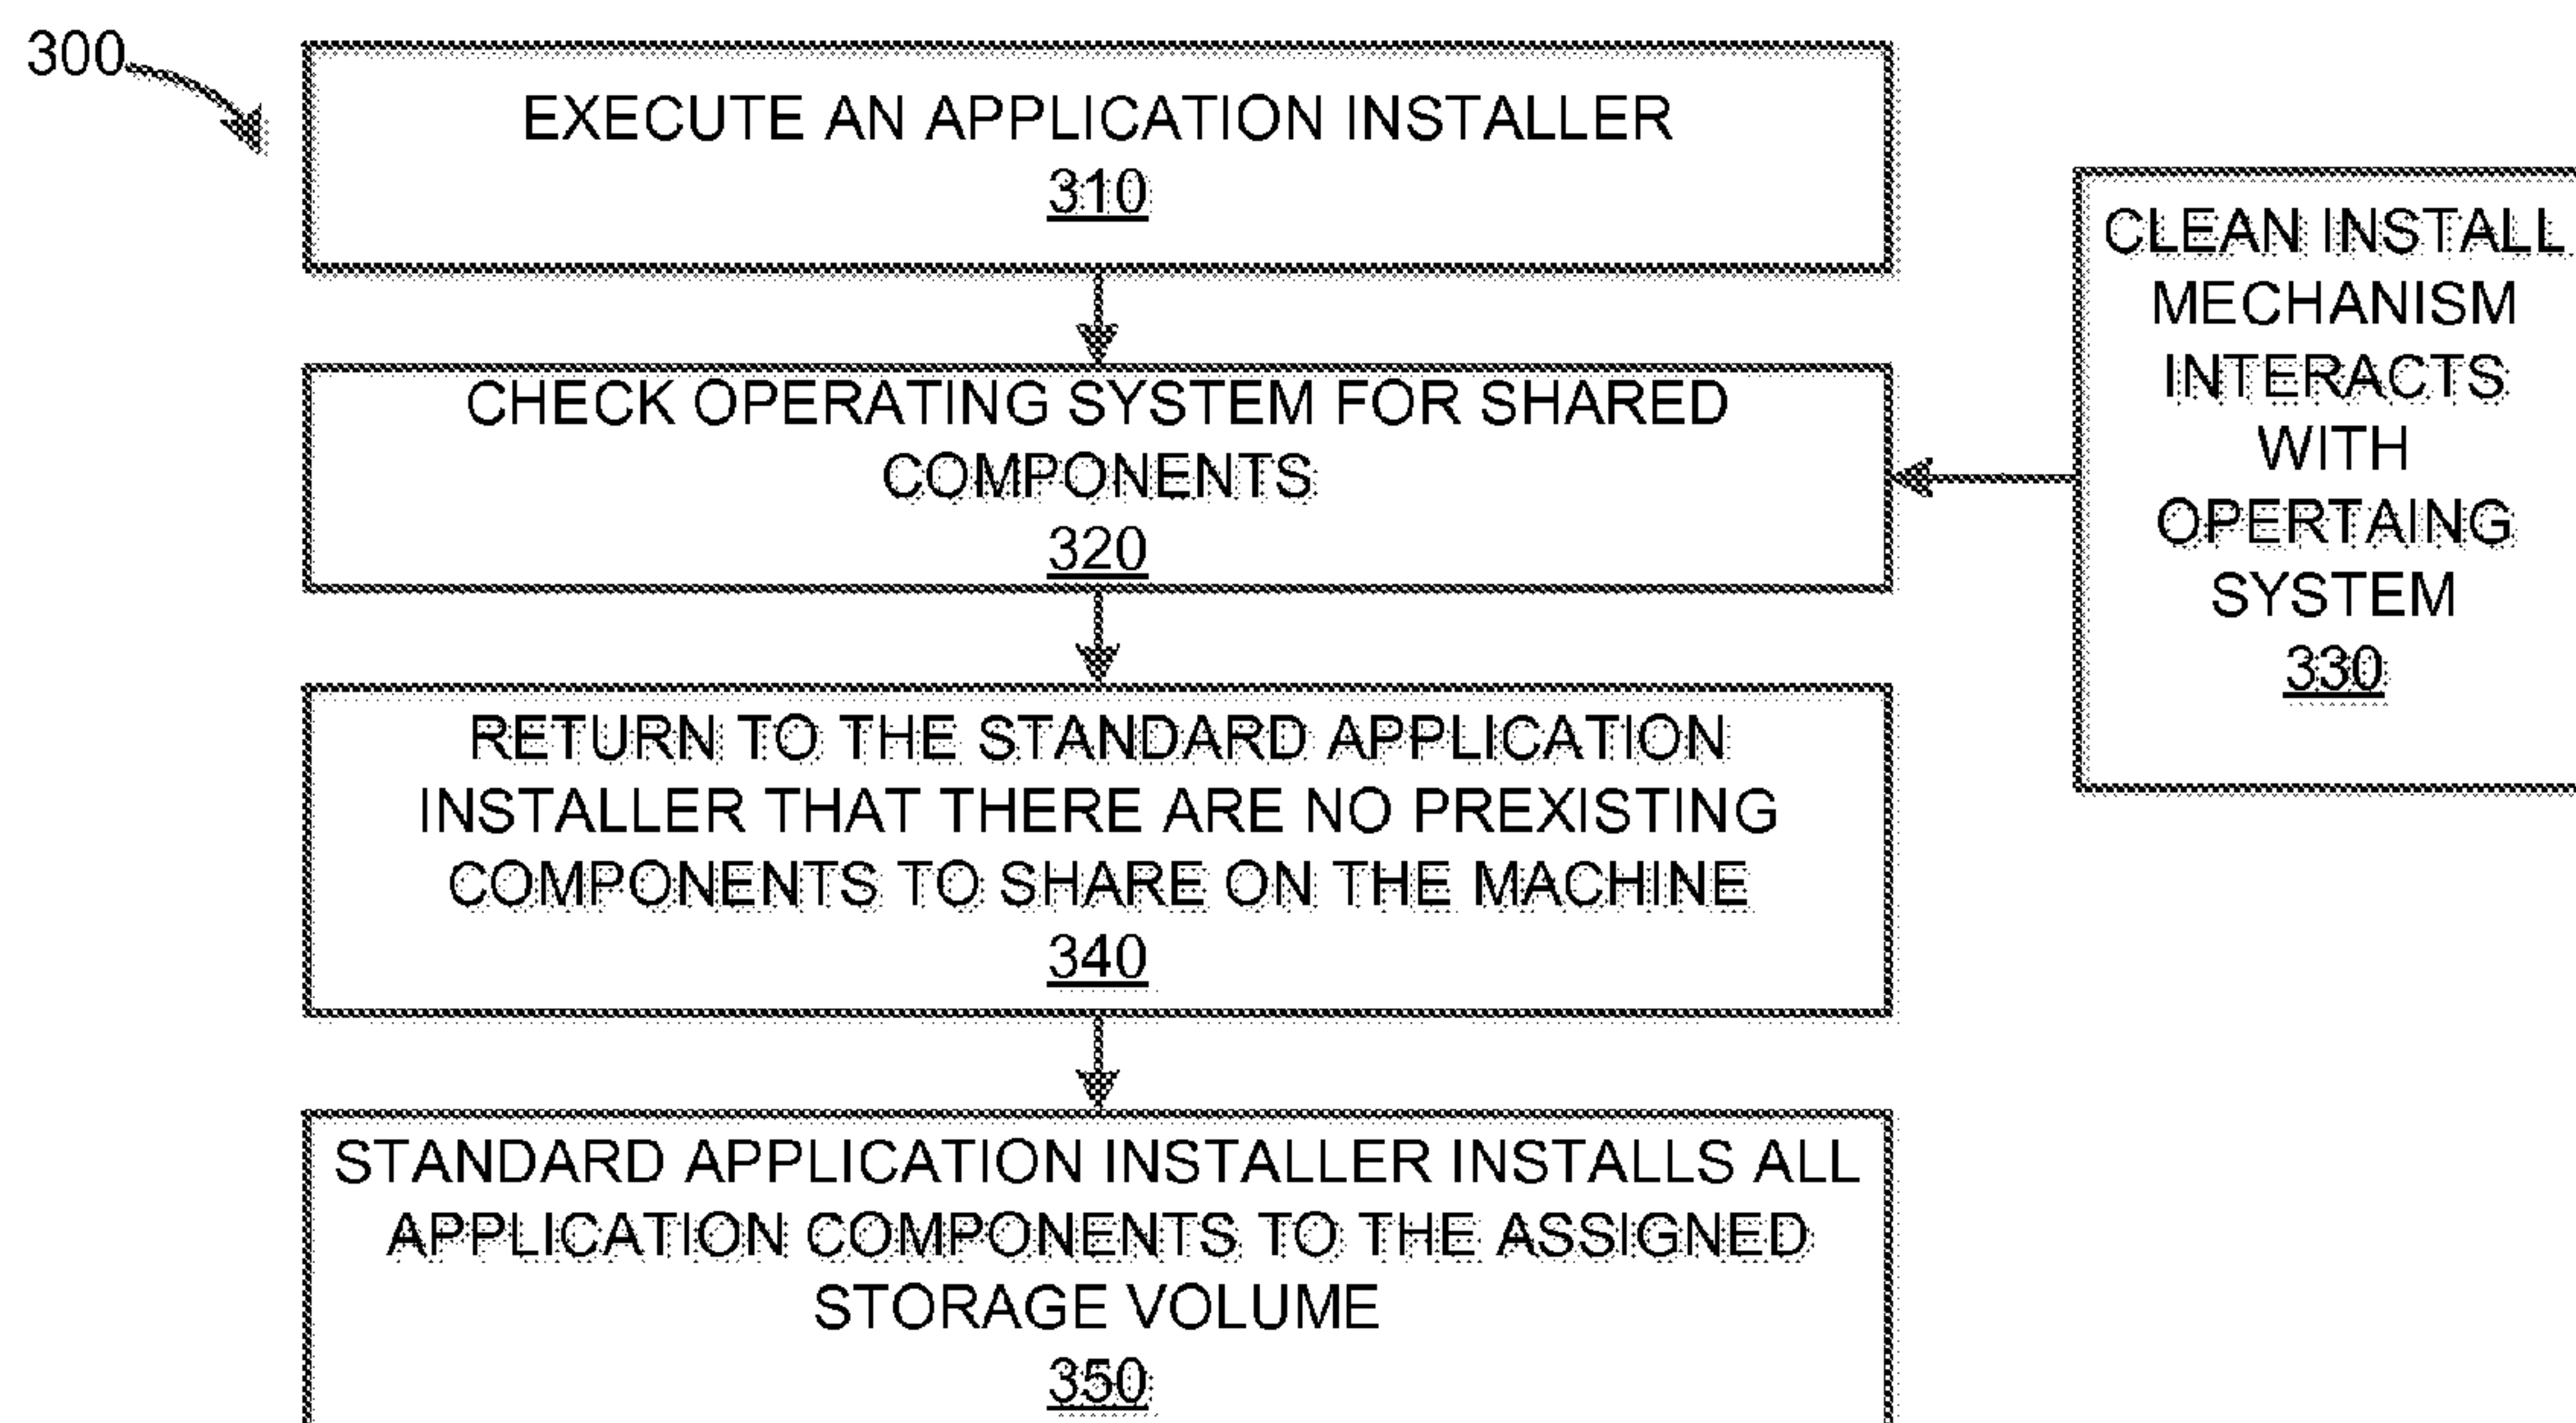 300
EXECUTE AN APPLICATION INSTALLER
310
CHECK OPERATING SYSTEM FOR SHARED
COMPONENTS
320
CLEAN INSTALL
MECHANISM
INTERACTS
WITH
OPERTAING
SYSTEM
330
RETURN TO THE STANDARD APPLICATION
INSTALLER THAT THERE ARE NO PREXISTING
COMPONENTS TO SHARE ON THE MACHINE
340
STANDARD APPLICATION INSTALLER INSTALLS ALL
APPLICATION COMPONENTS TO THE ASSIGNED
STORAGE VOLUME
350